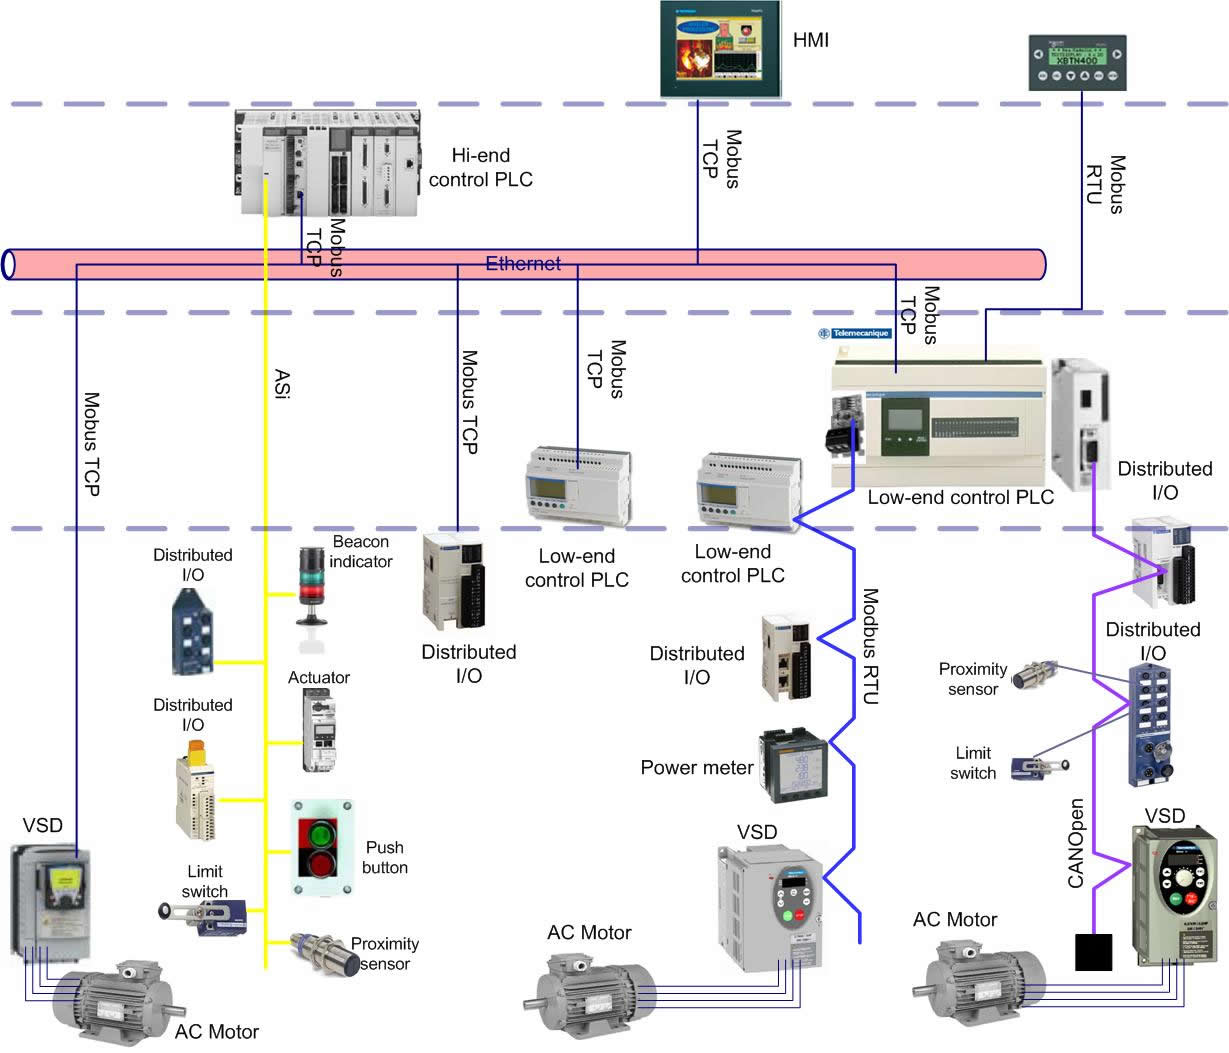 HMI
XBTN400
Hi-end
control PLC
Mobus
TCP
Mobus
RTU
Mobus
TCP
Ethernet
Mobus
TCP
Telemecanique
Mobus TCP
ASi
Mobus TCP
Mobus
TCP
Low-end control PLC
Distributed
I/O
Low-end
control PLC
Low-end
control PLC
Distributed
I/O
Beacon
indicator
Distributed
I/O
Distributed
I/O
Modbus RTU
Distributed
I/O
Actuator
Distributed
I/O
Proximity
sensor
Limit
switch
Power meter
VSD
Push
button
Limit
switch
Proximity
sensor
VSD
CANOpen
VSD
AC Motor
AC Motor
AC Motor